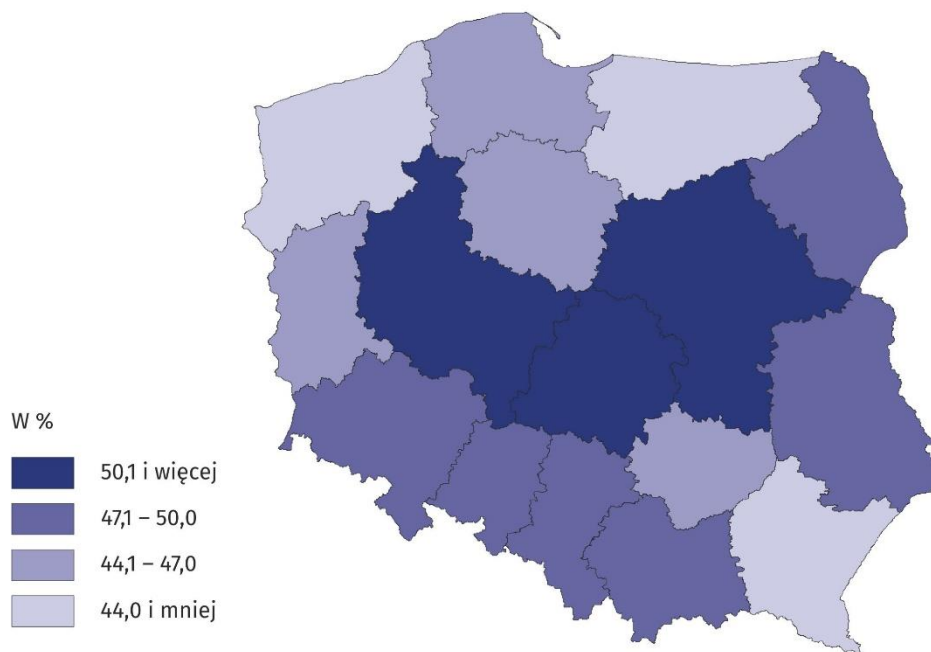 W %
50,1 i więcej
47,1 – 50,0
44,1 – 47,0
44,0 i mniej